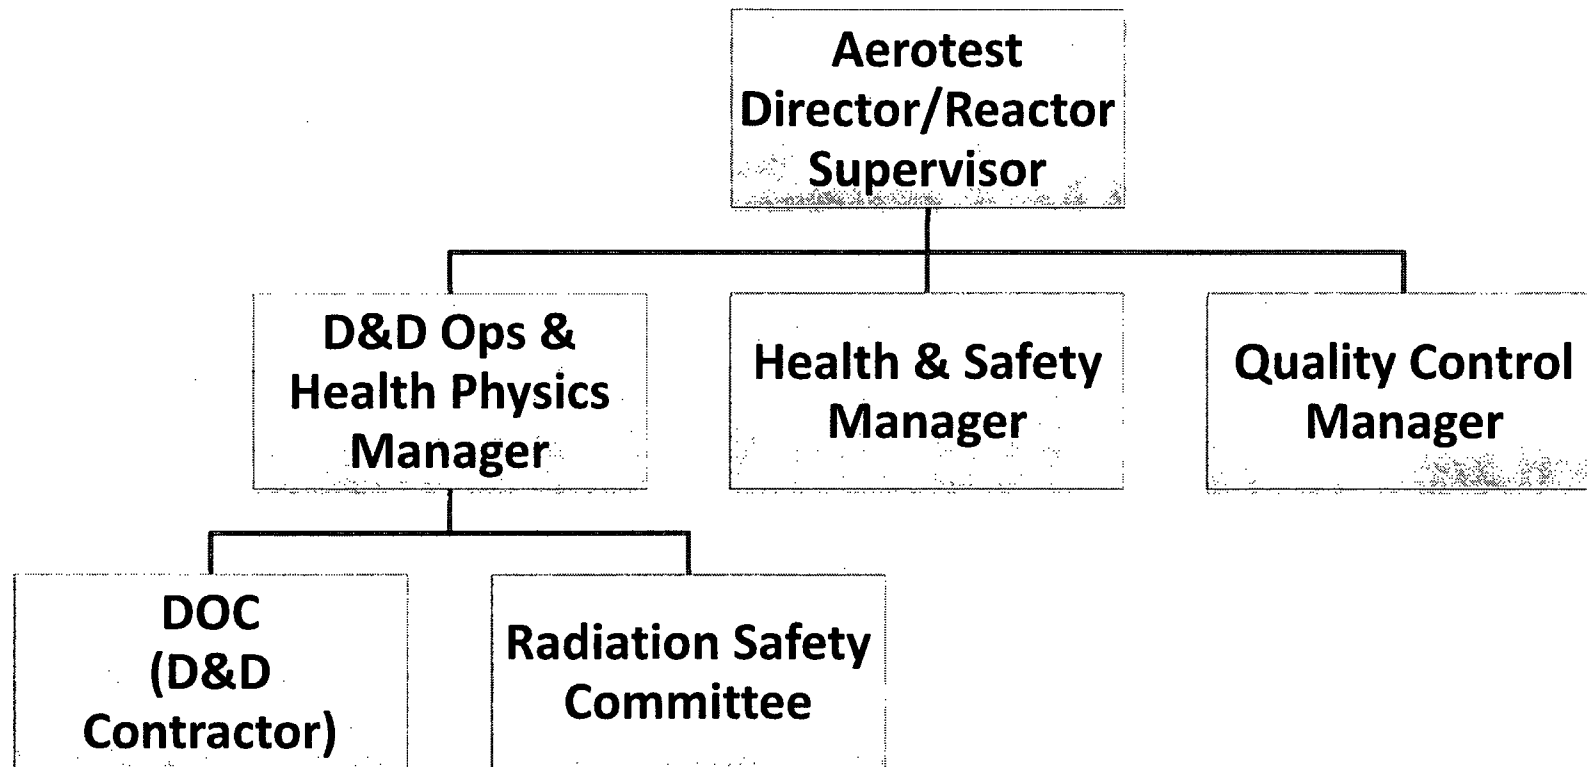 Aerotest
Director/Reactor
Supervisor
D&D Ops &
Health Physics
Manager
Health & Safety
Manager
Quality Control
Manager
DOC
(D&D
Contractor)
Radiation Safety
Committee